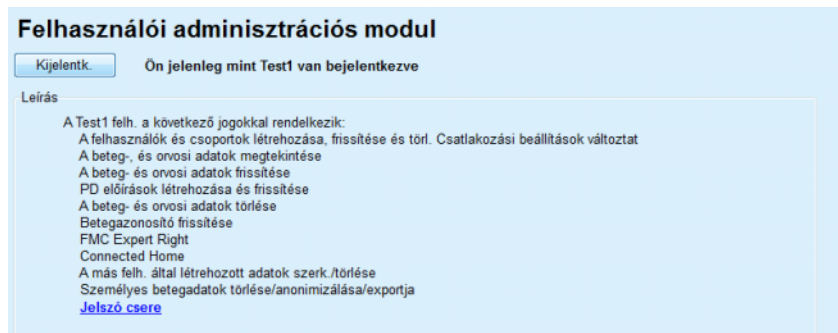 Felhasználói adminisztrációs modul
Kijelentk. Ön jelenleg mint Test1 van bejelentkezve
Leírás
A Test1 felh. a következő jogokkal rendelkezik:
A felhasználók és csoportok létrehozása, frissítése és törl. Csatlakozási beállítások változtat
A beteg-, és orvosi adatok megtekintése
A beteg- és orvosi adatok frissítése
PD előírások létrehozása és frissítése
A beteg- és orvosi adatok törlése
Betegazonosító frissítése
FMC Expert Right
Connected Home
A más felh. által létrehozott adatok szerk./törlése
Személyes betegadatok törlése/anonimizálása/exportja
Jelszó csere